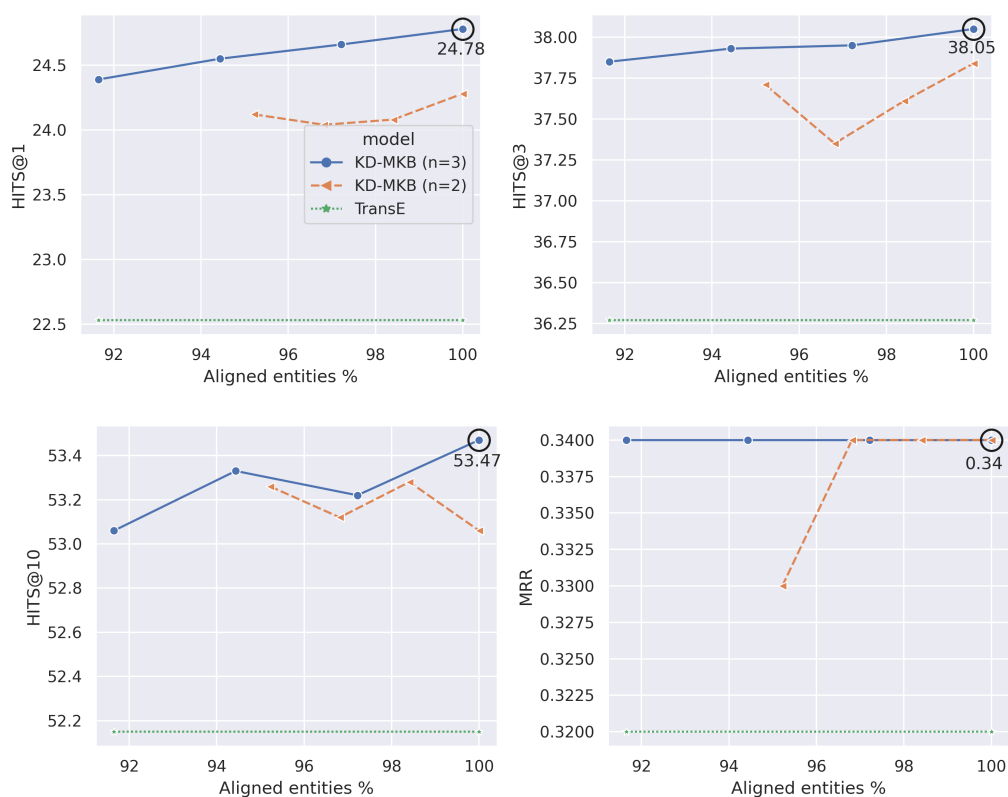 24.78
24.5
24.0
23.5
23.0
22.5
HITS@1
model
KD-MKB (n=3)
KD-MKB (n=2)
TransE
92 94 96 98 100
Aligned entities %
38.05
38.00
37.75
37.50
37.25
37.00
36.75
36.50
36.25
HITS@3
92 94 96 98 100
Aligned entities %
53.47
53.4
53.2
53.0
52.8
52.6
52.4
52.2
HITS@10
92 94 96 98 100
Aligned entities %
0.34
0.3400
0.3375
0.3350
0.3325
0.3300
0.3275
0.3250
0.3225
0.3200
MRR
92 94 96 98 100
Aligned entities %